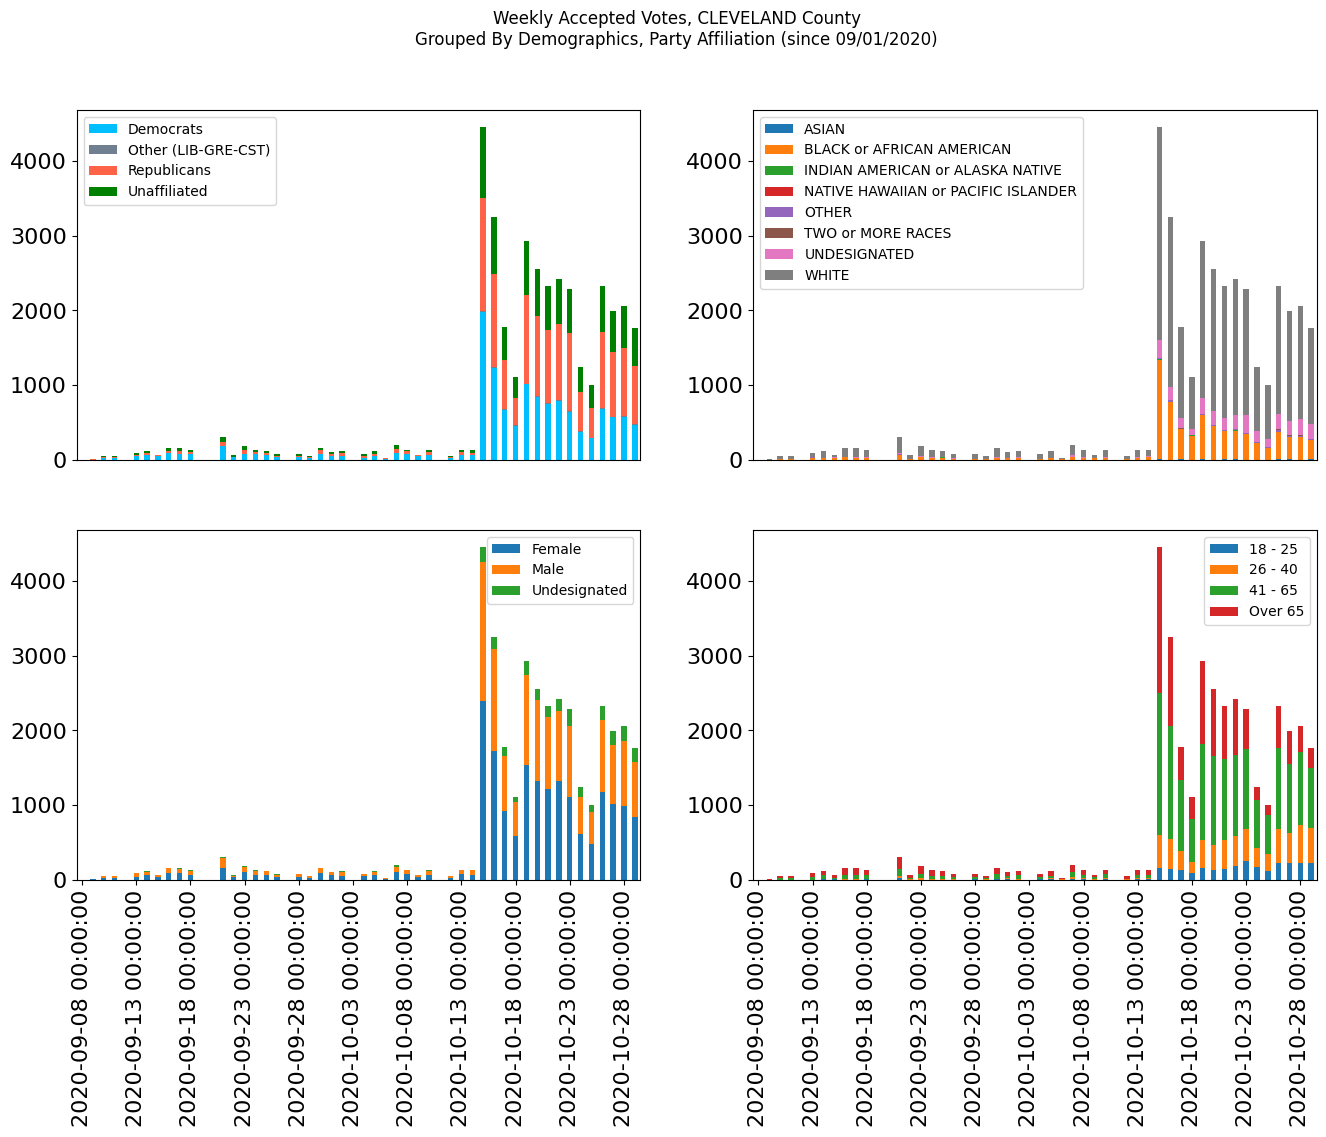 Weekly Accepted Votes, CLEVELAND County
Grouped By Demographics, Party Affiliation (since 09/01/2020)
4000
3000
2000
1000
0
Democrats
Other (LIB-GRE-CST)
Republicans
Unaffiliated
4000
3000
2000
1000
0
ASIAN
BLACK or AFRICAN AMERICAN
INDIAN AMERICAN or ALASKA NATIVE
NATIVE HAWAIIAN or PACIFIC ISLANDER
OTHER
TWO or MORE RACES
UNDESIGNATED
WHITE
4000
3000
2000
1000
0
Female
Male
Undesignated
2020-09-08 00:00:00
2020-09-13 00:00:00
2020-09-18 00:00:00
2020-09-23 00:00:00
2020-09-28 00:00:00
2020-10-03 00:00:00
2020-10-08 00:00:00
2020-10-13 00:00:00
2020-10-18 00:00:00
2020-10-23 00:00:00
2020-10-28 00:00:00
4000
3000
2000
1000
0
18 - 25
26 - 40
41 - 65
Over 65
2020-09-08 00:00:00
2020-09-13 00:00:00
2020-09-18 00:00:00
2020-09-23 00:00:00
2020-09-28 00:00:00
2020-10-03 00:00:00
2020-10-08 00:00:00
2020-10-13 00:00:00
2020-10-18 00:00:00
2020-10-23 00:00:00
2020-10-28 00:00:00